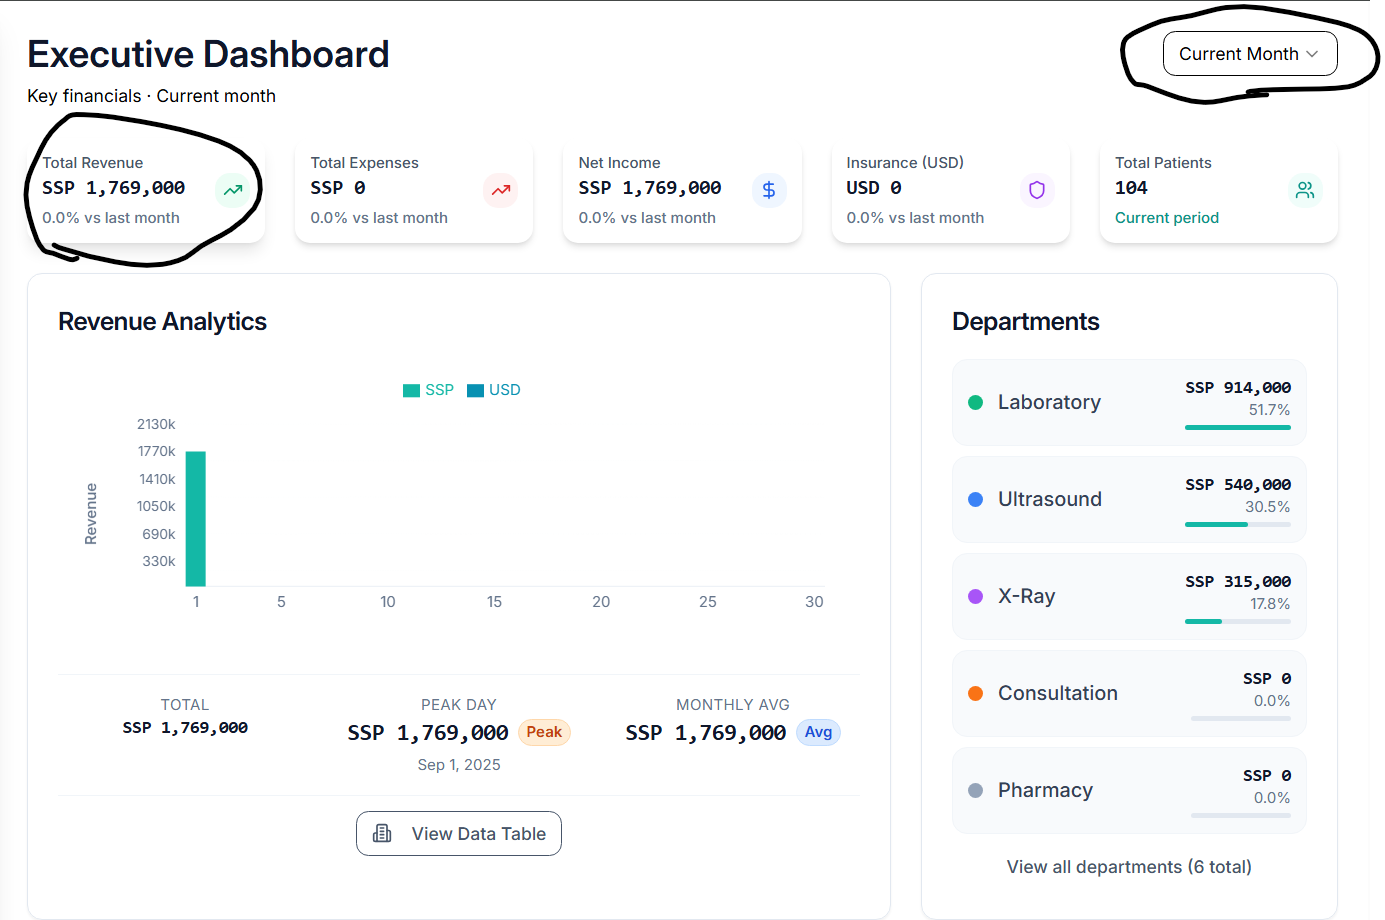 Executive Dashboard
Current Month
Key financials · Current month
Total Revenue
SSP 1,769,000
0.0% vs last month
Total Expenses
SSP 0
0.0% vs last month
Net Income
SSP 1,769,000
0.0% vs last month
Insurance (USD)
USD 0
0.0% vs last month
Total Patients
104
Current period
Revenue Analytics
SSP USD
Revenue
2130k
1770k
1410k
1050k
690k
330k
1 5 10 15 20 25 30
TOTAL
SSP 1,769,000
PEAK DAY
SSP 1,769,000 Peak
Sep 1, 2025
MONTHLY AVG
SSP 1,769,000 Avg
View Data Table
Departments
Laboratory
SSP 914,000
51.7%
Ultrasound
SSP 540,000
30.5%
X-Ray
SSP 315,000
17.8%
Consultation
SSP 0
0.0%
Pharmacy
SSP 0
0.0%
View all departments (6 total)